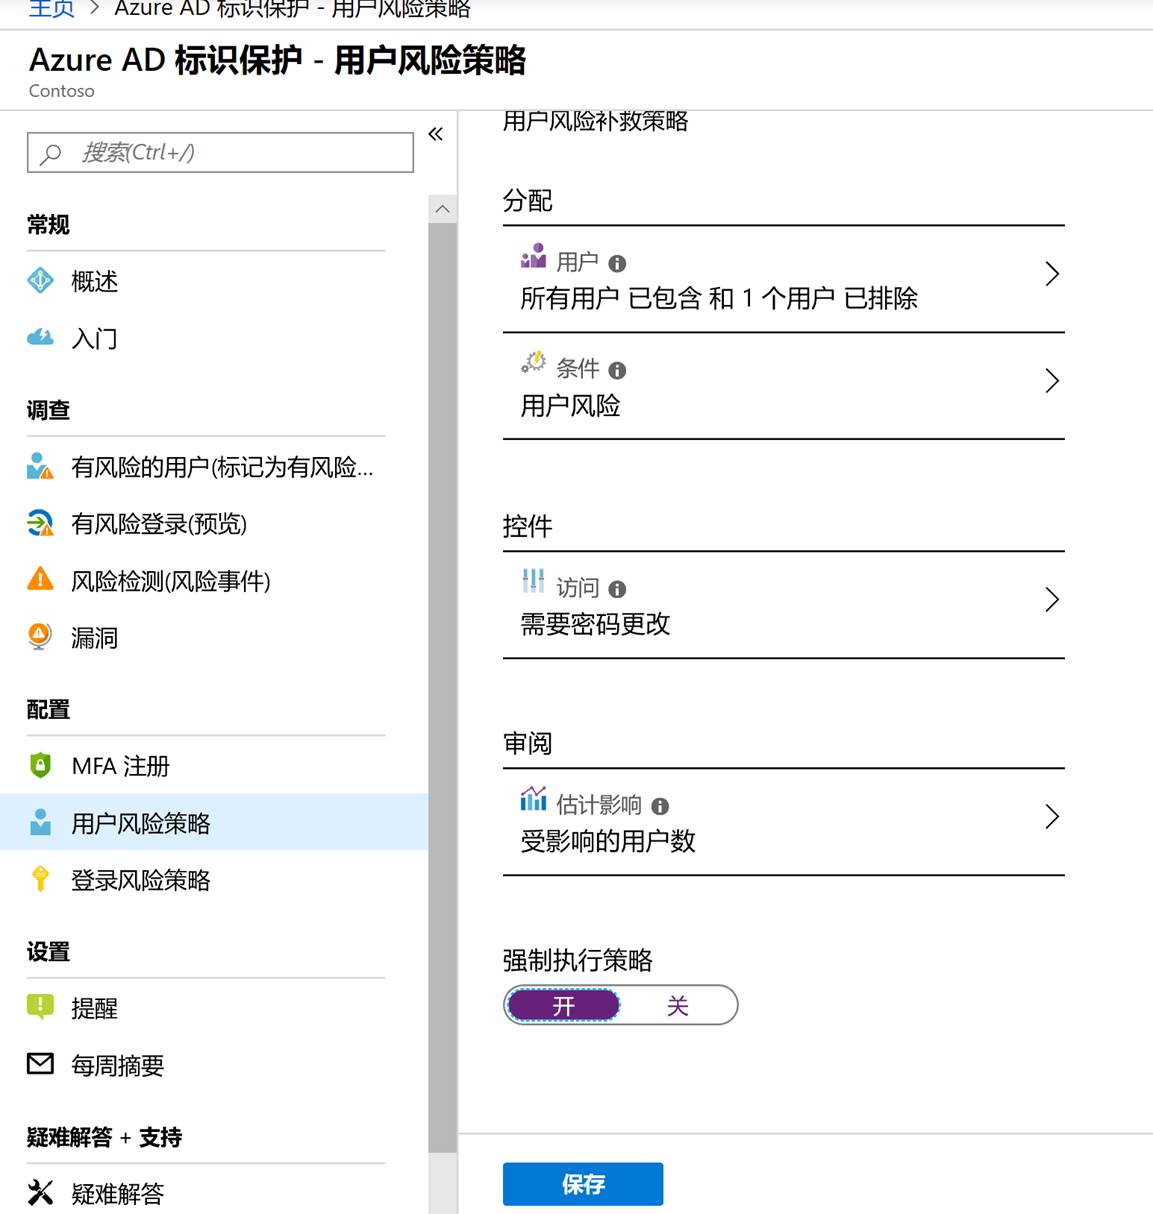 主页 > Azure AD 标识保护 - 用户风险策略
Azure AD 标识保护 - 用户风险策略
Contoso
搜索(Ctrl+/)
常规
概述
入门
调查
有风险的用户(标记为有风险...
有风险登录(预览)
风险检测(风险事件)
漏洞
配置
MFA 注册
用户风险策略
登录风险策略
设置
提醒
每周摘要
疑难解答 + 支持
疑难解答
用户风险补救策略
分配
用户
所有用户 已包含 和 1 个用户 已排除
条件
用户风险
控件
访问
需要密码更改
审阅
估计影响
受影响的用户数
强制执行策略
开 关
保存